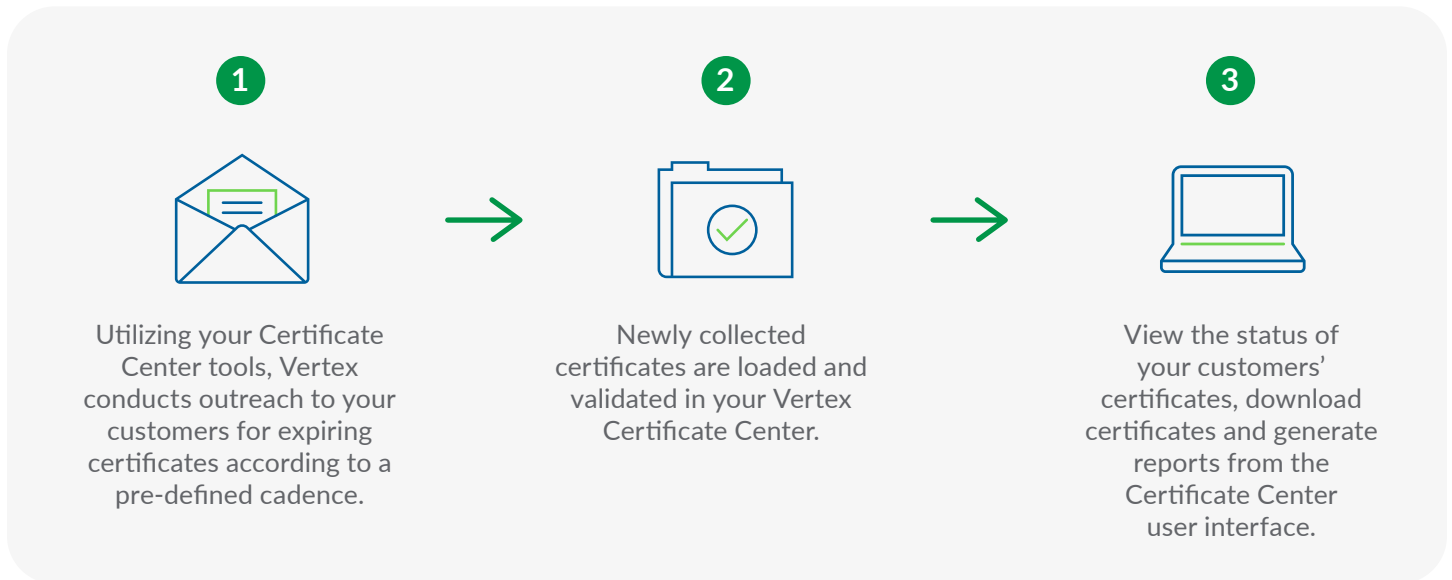 1
Utilizing your Certificate
Center tools, Vertex
conducts outreach to your
customers for expiring
certificates according to a
pre-defined cadence.
2
Newly collected
certificates are loaded and
validated in your Vertex
Certificate Center.
3
View the status of
your customers’
certificates, download
certificates and generate
reports from the
Certificate Center
user interface.